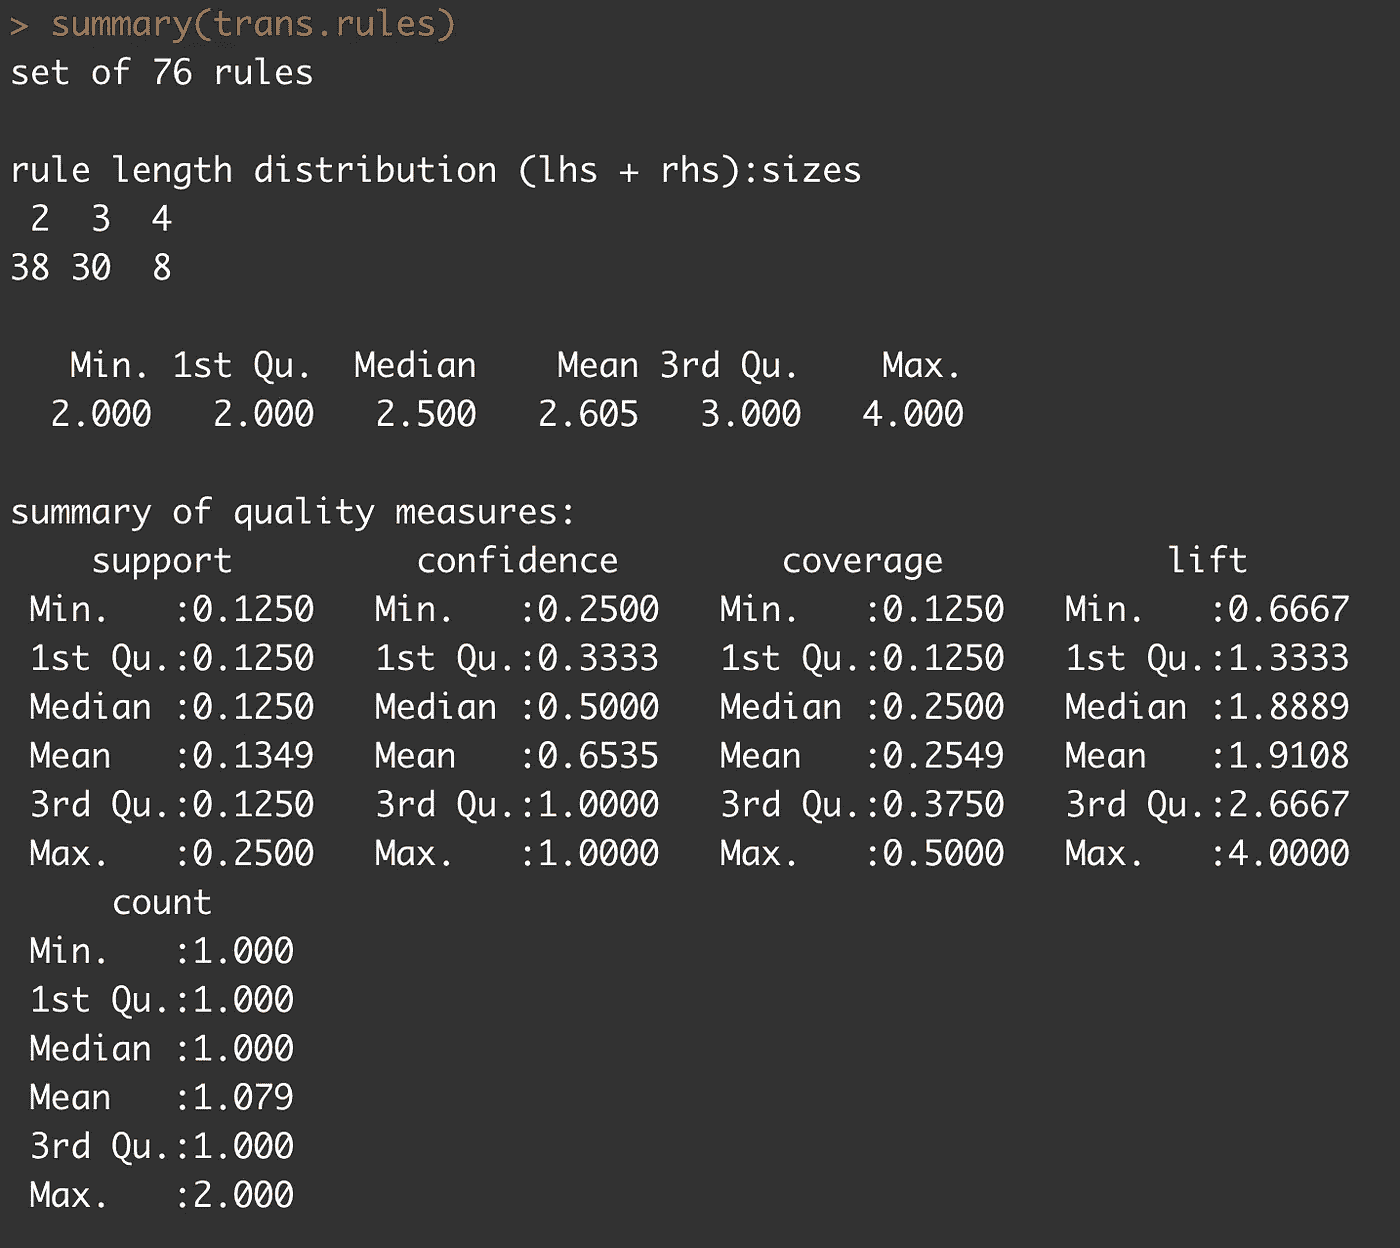 > summary(trans.rules)
set of 76 rules

rule length distribution (lhs + rhs):sizes
 2  3  4
38 30  8

   Min. 1st Qu.  Median    Mean 3rd Qu.    Max.
  2.000   2.000   2.500   2.605   3.000   4.000

summary of quality measures:
    support         confidence        coverage           lift
 Min.   :0.1250   Min.   :0.2500   Min.   :0.1250   Min.   :0.6667
 1st Qu.:0.1250   1st Qu.:0.3333   1st Qu.:0.1250   1st Qu.:1.3333
 Median :0.1250   Median :0.5000   Median :0.2500   Median :1.8889
 Mean   :0.1349   Mean   :0.6535   Mean   :0.2549   Mean   :1.9108
 3rd Qu.:0.1250   3rd Qu.:1.0000   3rd Qu.:0.3750   3rd Qu.:2.6667
 Max.   :0.2500   Max.   :1.0000   Max.   :0.5000   Max.   :4.0000
     count
 Min.   :1.000
 1st Qu.:1.000
 Median :1.000
 Mean   :1.079
 3rd Qu.:1.000
 Max.   :2.000